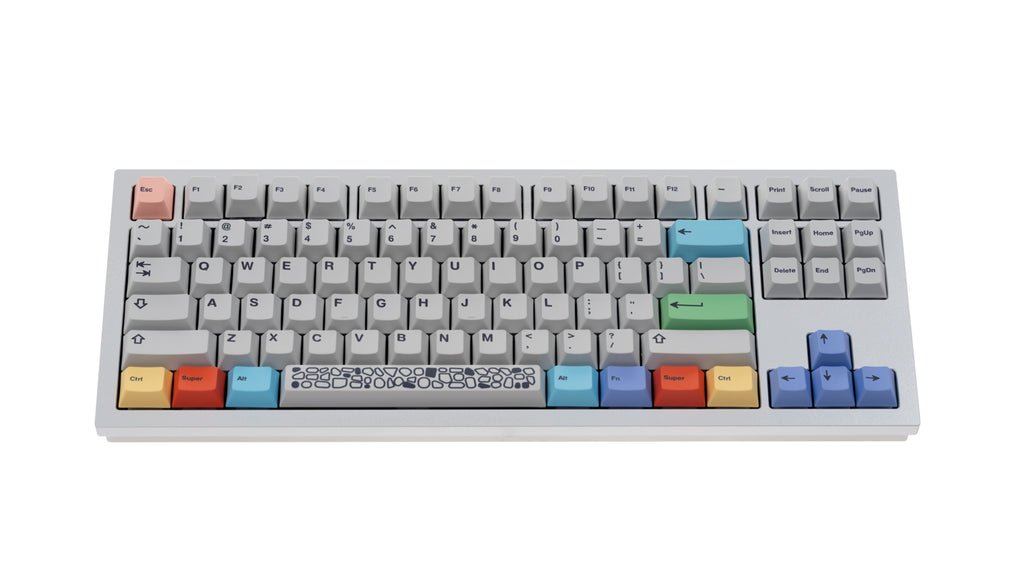 Esc F1 F2 F3 F4 F5 F6 F7 F8 F9 F10 F11 F12 – Print Scroll Pause
~ ` ! 1 @ 2 # 3 $ 4 % 5 ^ 6 & 7 * 8 ( 9 ) 0 — - + = ← Insert Home PgUp
Q W E R T Y U I O P { [ } ] | \ Delete End PgDn
A S D F G H J K L : ; " '
Z X C V B N M < , > . ? / ↑
Ctrl Super Alt Alt Fn Super Ctrl ← ↓ →